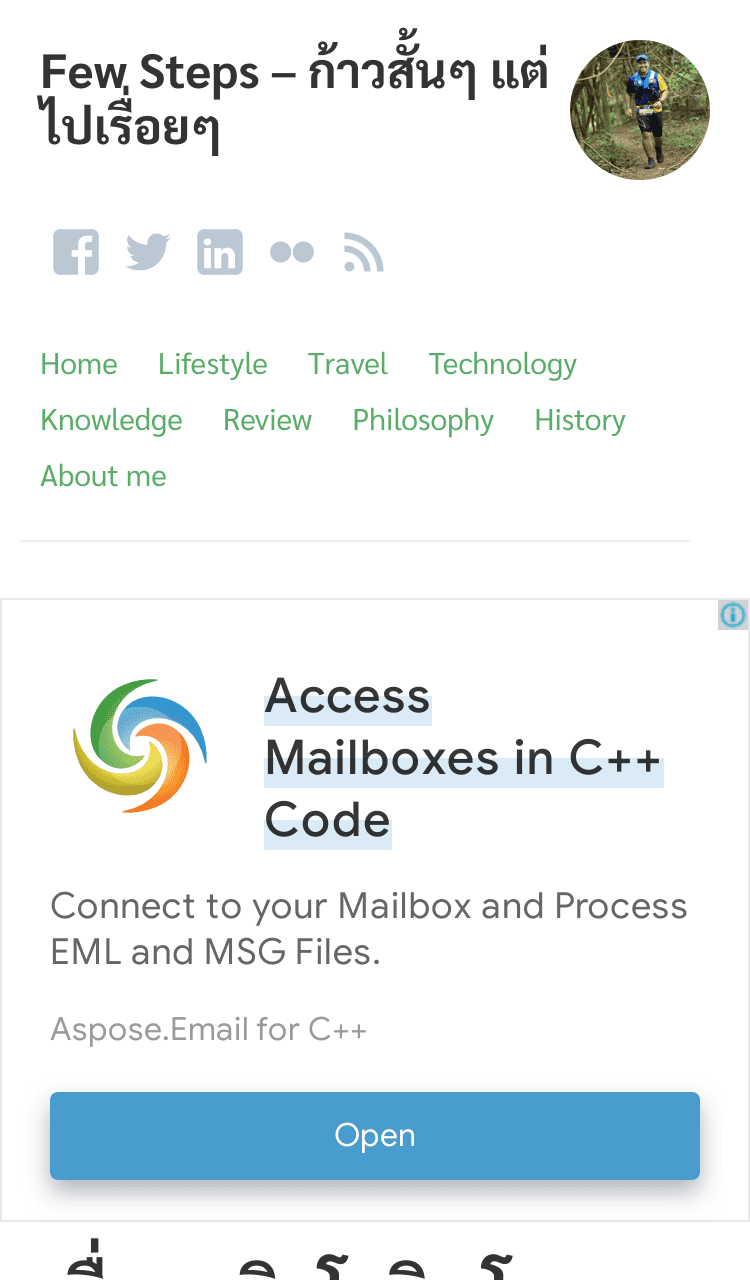 Few Steps – ก้าวสั้นๆ แต่
ไปเรื่อยๆ
Home Lifestyle Travel Technology
Knowledge Review Philosophy History
About me
Access
Mailboxes in C++
Code
Connect to your Mailbox and Process
EML and MSG Files.
Aspose.Email for C++
Open